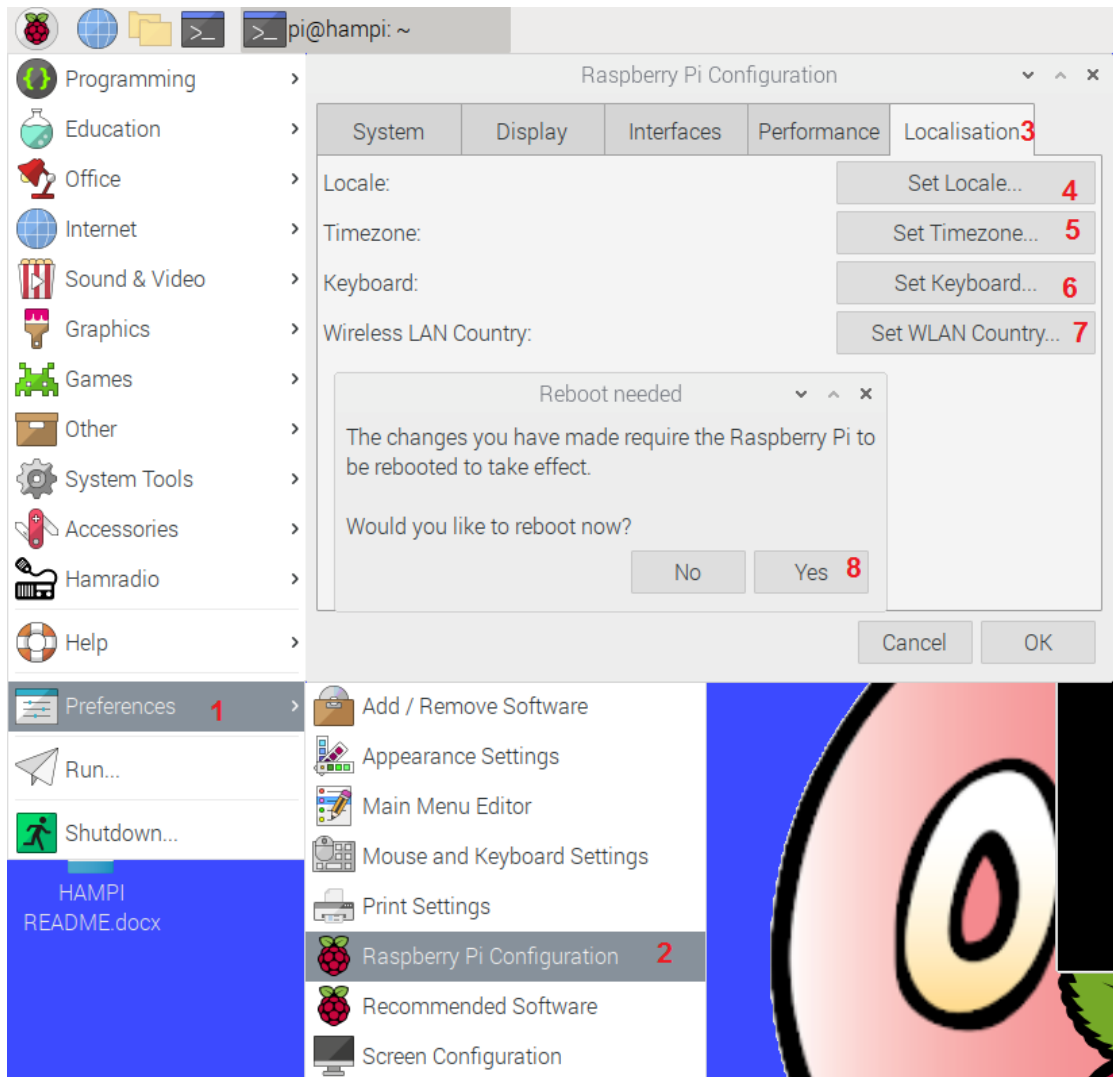 pi@hampi: ~
Programming
Education
Office
Internet
Sound & Video
Graphics
Games
Other
System Tools
Accessories
Hamradio
Help
Preferences 1
Run...
Shutdown...
HAMPI
README.docx
Raspberry Pi Configuration
System Display Interfaces Performance Localisation 3
Locale: Set Locale... 4
Timezone: Set Timezone... 5
Keyboard: Set Keyboard... 6
Wireless LAN Country: Set WLAN Country... 7
Reboot needed
The changes you have made require the Raspberry Pi to
be rebooted to take effect.
Would you like to reboot now?
No Yes 8
Cancel OK
Add / Remove Software
Appearance Settings
Main Menu Editor
Mouse and Keyboard Settings
Print Settings
Raspberry Pi Configuration 2
Recommended Software
Screen Configuration